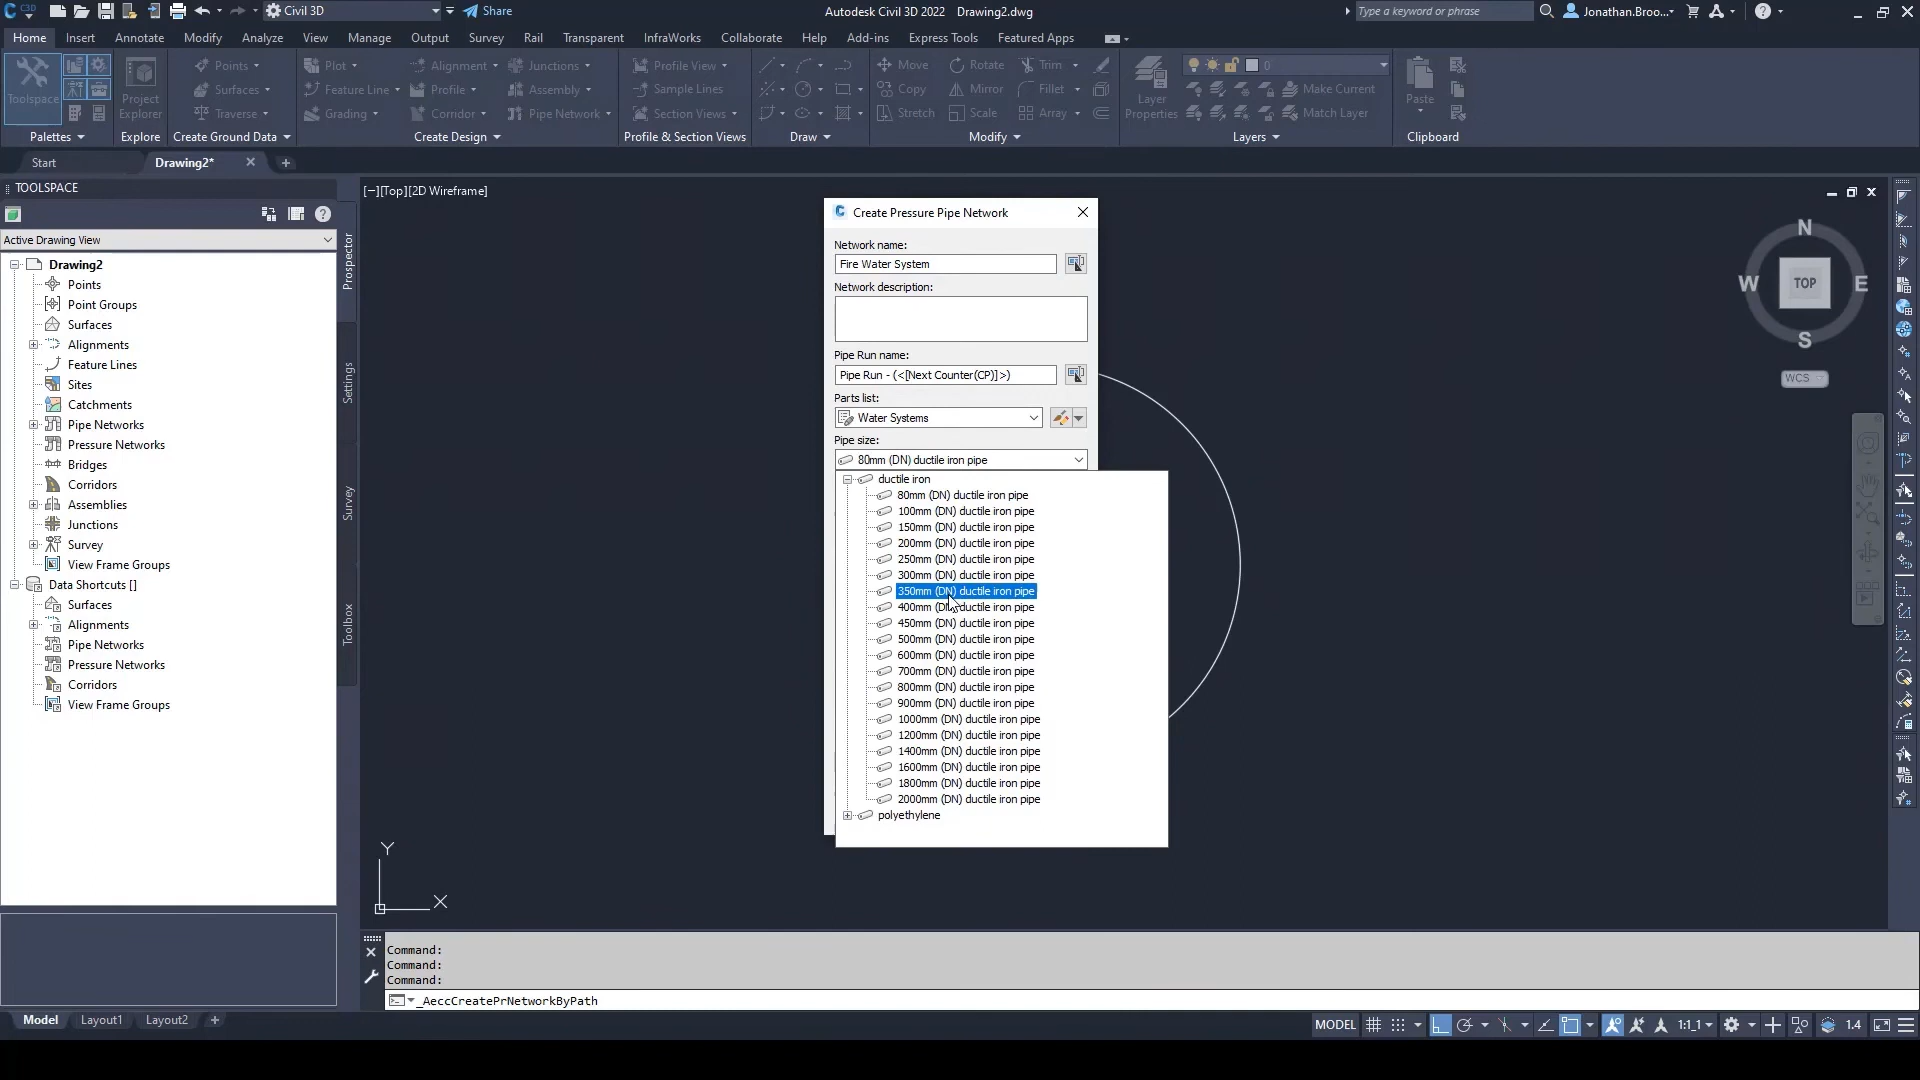 C3D
Civil 3D
Share
Autodesk Civil 3D 2022 Drawing2.dwg
Type a keyword or phrase
Jonathan.Broo...
Home Insert Annotate Modify Analyze View Manage Output Survey Rail Transparent InfraWorks Collaborate Help Add-ins Express Tools Featured Apps
Toolspace
Palettes
Project
Explorer
Explore
Points
Surfaces
Traverse
Create Ground Data
Plot
Feature Line
Grading
Alignment
Profile
Corridor
Junctions
Assembly
Pipe Network
Create Design
Profile View
Sample Lines
Section Views
Profile & Section Views
Draw
Move
Copy
Stretch
Rotate
Mirror
Scale
Trim
Fillet
Array
Modify
Layer
Properties
0
Make Current
Match Layer
Layers
Paste
Clipboard
Start
Drawing2*
TOOLSPACE
Active Drawing View
Drawing2
Points
Point Groups
Surfaces
Alignments
Feature Lines
Sites
Catchments
Pipe Networks
Pressure Networks
Bridges
Corridors
Assemblies
Junctions
Survey
View Frame Groups
Data Shortcuts []
Surfaces
Alignments
Pipe Networks
Pressure Networks
Corridors
View Frame Groups
Prospector
Settings
Survey
Toolbox
[−][Top][2D Wireframe]
Create Pressure Pipe Network
Network name:
Fire Water System
Network description:
Pipe Run name:
Pipe Run - (<[Next Counter(CP)]>)
Parts list:
Water Systems
Pipe size:
80mm (DN) ductile iron pipe
ductile iron
80mm (DN) ductile iron pipe
100mm (DN) ductile iron pipe
150mm (DN) ductile iron pipe
200mm (DN) ductile iron pipe
250mm (DN) ductile iron pipe
300mm (DN) ductile iron pipe
350mm (DN) ductile iron pipe
400mm (DN) ductile iron pipe
450mm (DN) ductile iron pipe
500mm (DN) ductile iron pipe
600mm (DN) ductile iron pipe
700mm (DN) ductile iron pipe
800mm (DN) ductile iron pipe
900mm (DN) ductile iron pipe
1000mm (DN) ductile iron pipe
1200mm (DN) ductile iron pipe
1400mm (DN) ductile iron pipe
1600mm (DN) ductile iron pipe
1800mm (DN) ductile iron pipe
2000mm (DN) ductile iron pipe
polyethylene
N
W TOP E
S
WCS
Y
X
Command:
Command:
Command:
_AeccCreatePrNetworkByPath
Model Layout1 Layout2
MODEL
1:1_1
1.4